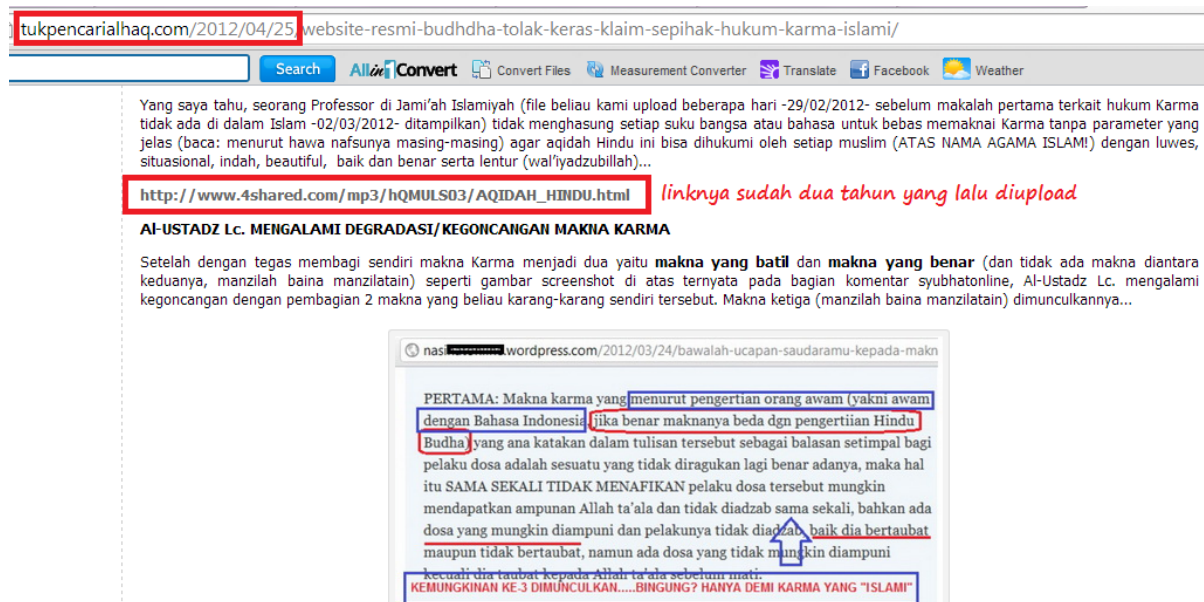 tukpencarialhaq.com/2012/04/25/website-resmi-budhdha-tolak-keras-klaim-sepihak-hukum-karma-islami/
Search All in 1 Convert Convert Files Measurement Converter Translate Facebook Weather
Yang saya tahu, seorang Professor di Jami'ah Islamiyah (file beliau kami upload beberapa hari -29/02/2012- sebelum makalah pertama terkait hukum Karma
tidak ada di dalam Islam -02/03/2012- ditampilkan) tidak menghasung setiap suku bangsa atau bahasa untuk bebas memaknai Karma tanpa parameter yang
jelas (baca: menurut hawa nafsunya masing-masing) agar aqidah Hindu ini bisa dihukumi oleh setiap muslim (ATAS NAMA AGAMA ISLAM!) dengan luwes,
situasional, indah, beautiful, baik dan benar serta lentur (wal'iyadzubillah)...
http://www.4shared.com/mp3/hQMULS03/AQIDAH_HINDU.html linknya sudah dua tahun yang lalu diupload
Al-USTADZ Lc. MENGALAMI DEGRADASI/KEGONCANGAN MAKNA KARMA
Setelah dengan tegas membagi sendiri makna Karma menjadi dua yaitu makna yang batil dan makna yang benar (dan tidak ada makna diantara
keduanya, manzilah baina manzilatain) seperti gambar screenshot di atas ternyata pada bagian komentar syubhatonline, Al-Ustadz Lc. mengalami
kegoncangan dengan pembagian 2 makna yang beliau karang-karang sendiri tersebut. Makna ketiga (manzilah baina manzilatain) dimunculkannya...
nasi .wordpress.com/2012/03/24/bawalah-ucapan-saudaramu-kepada-makn
PERTAMA: Makna karma yang menurut pengertian orang awam (yakni awam
dengan Bahasa Indonesia, jika benar maknanya beda dgn pengertiian Hindu
Budha) yang ana katakan dalam tulisan tersebut sebagai balasan setimpal bagi
pelaku dosa adalah sesuatu yang tidak diragukan lagi benar adanya, maka hal
itu SAMA SEKALI TIDAK MENAFIKAN pelaku dosa tersebut mungkin
mendapatkan ampunan Allah ta'ala dan tidak diadzab sama sekali, bahkan ada
dosa yang mungkin diampuni dan pelakunya tidak diadzab, baik dia bertaubat
maupun tidak bertaubat, namun ada dosa yang tidak mungkin diampuni
kecuali dia taubat kepada Allah ta'ala sebelum mati.
KEMUNGKINAN KE-3 DIMUNCULKAN.....BINGUNG? HANYA DEMI KARMA YANG "ISLAMI"